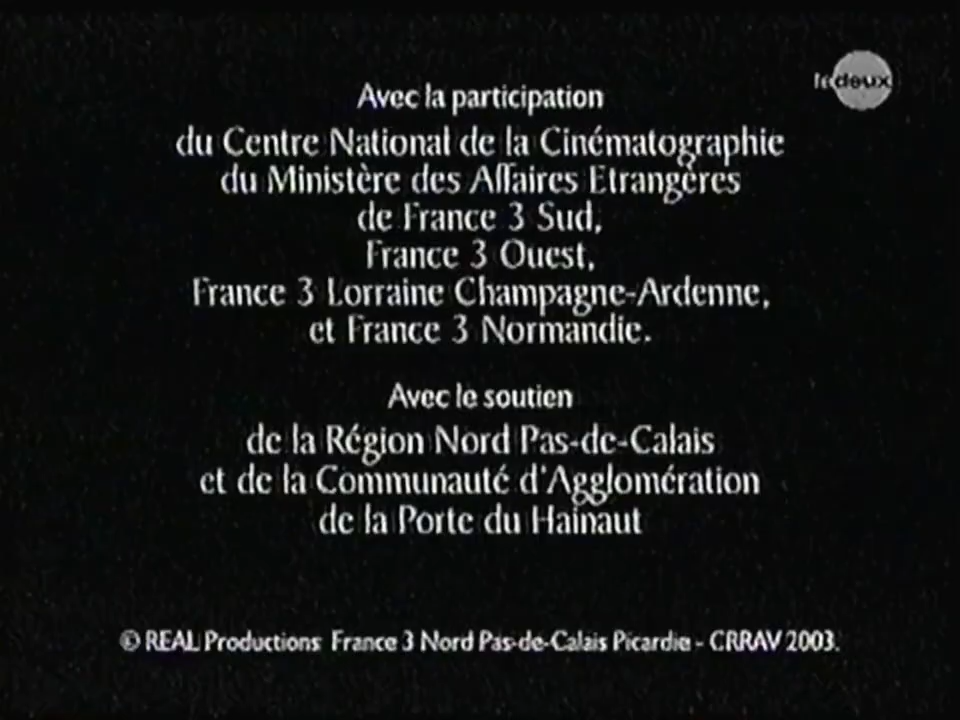 la deux
Avec la participation
du Centre National de la Cinématographie
du Ministère des Affaires Etrangères
de France 3 Sud,
France 3 Ouest,
France 3 Lorraine Champagne-Ardenne,
et France 3 Normandie.
Avec le soutien
de la Région Nord Pas-de-Calais
et de la Communauté d'Agglomération
de la Porte du Hainaut
© REAL Productions France 3 Nord Pas-de-Calais Picardie - CRRAV 2003.